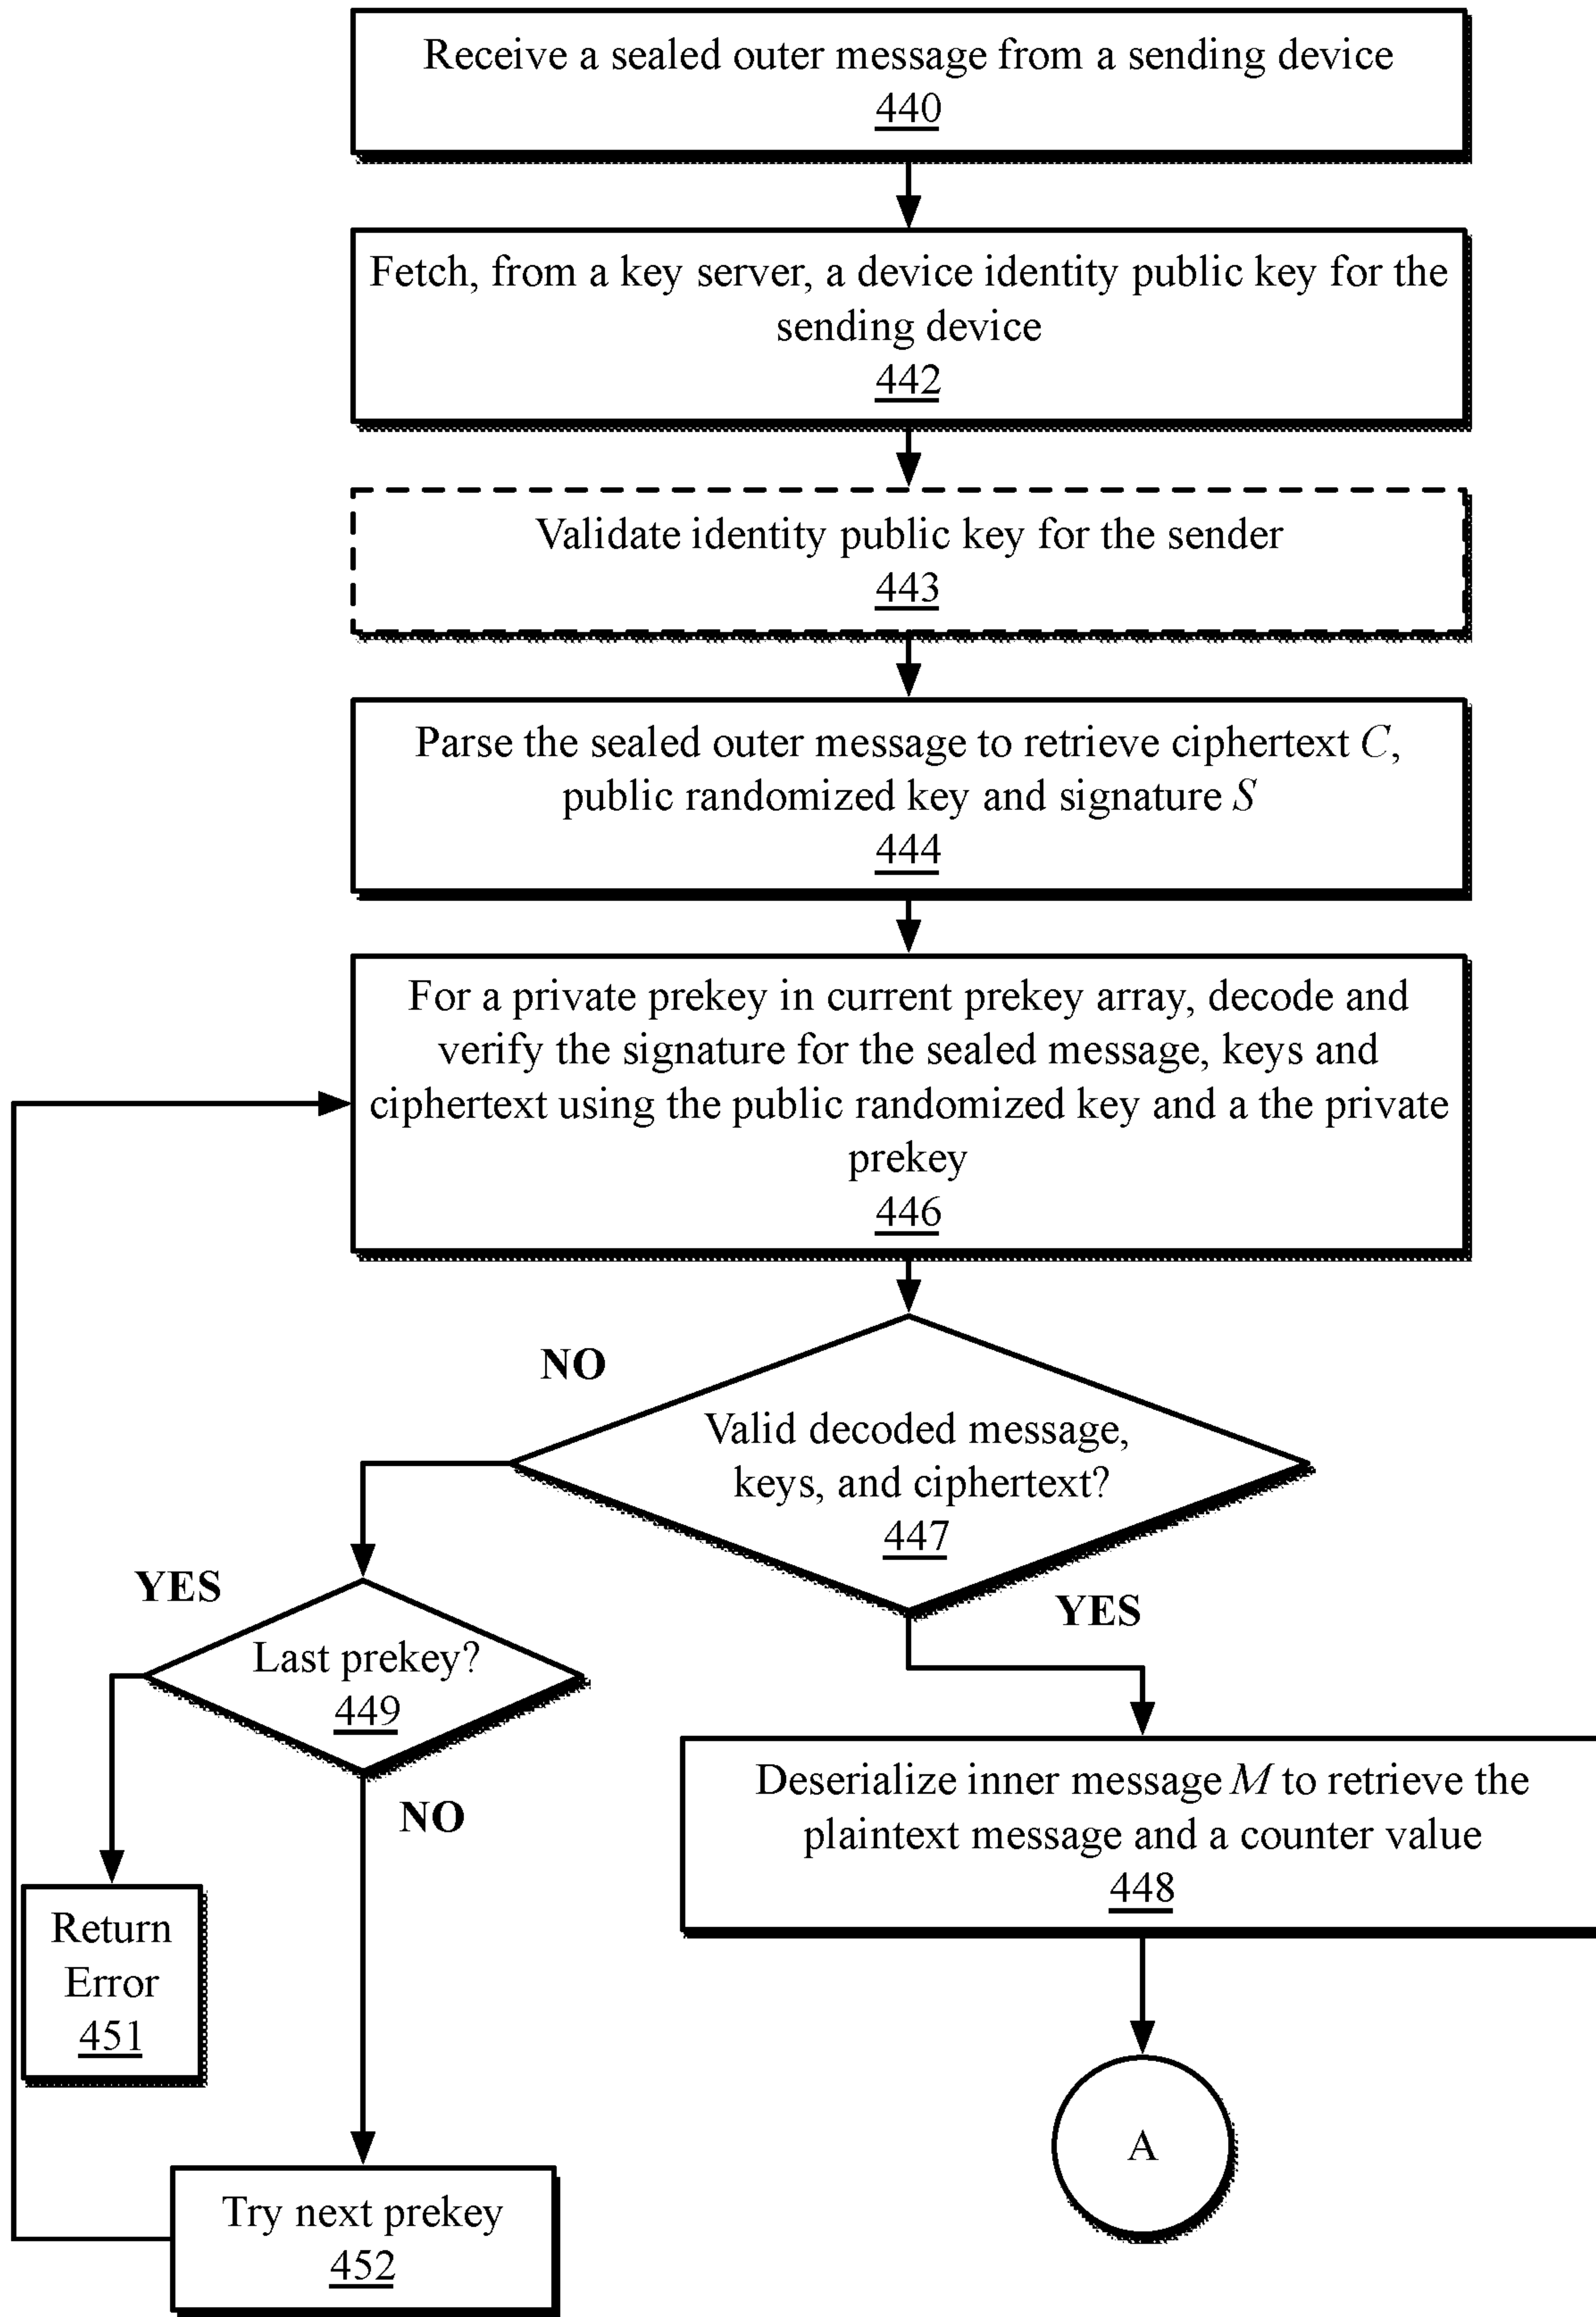 Receive a sealed outer message from a sending device
440
Fetch, from a key server, a device identity public key for the
sending device
442
Validate identity public key for the sender
443
Parse the sealed outer message to retrieve ciphertext C,
public randomized key and signature S
444
For a private prekey in current prekey array, decode and
verify the signature for the sealed message, keys and
ciphertext using the public randomized key and a the private
prekey
446
NO
Valid decoded message,
keys, and ciphertext?
447
YES
YES
Last prekey?
449
NO
Deserialize inner message M to retrieve the
plaintext message and a counter value
448
Return
Error
451
A
Try next prekey
452